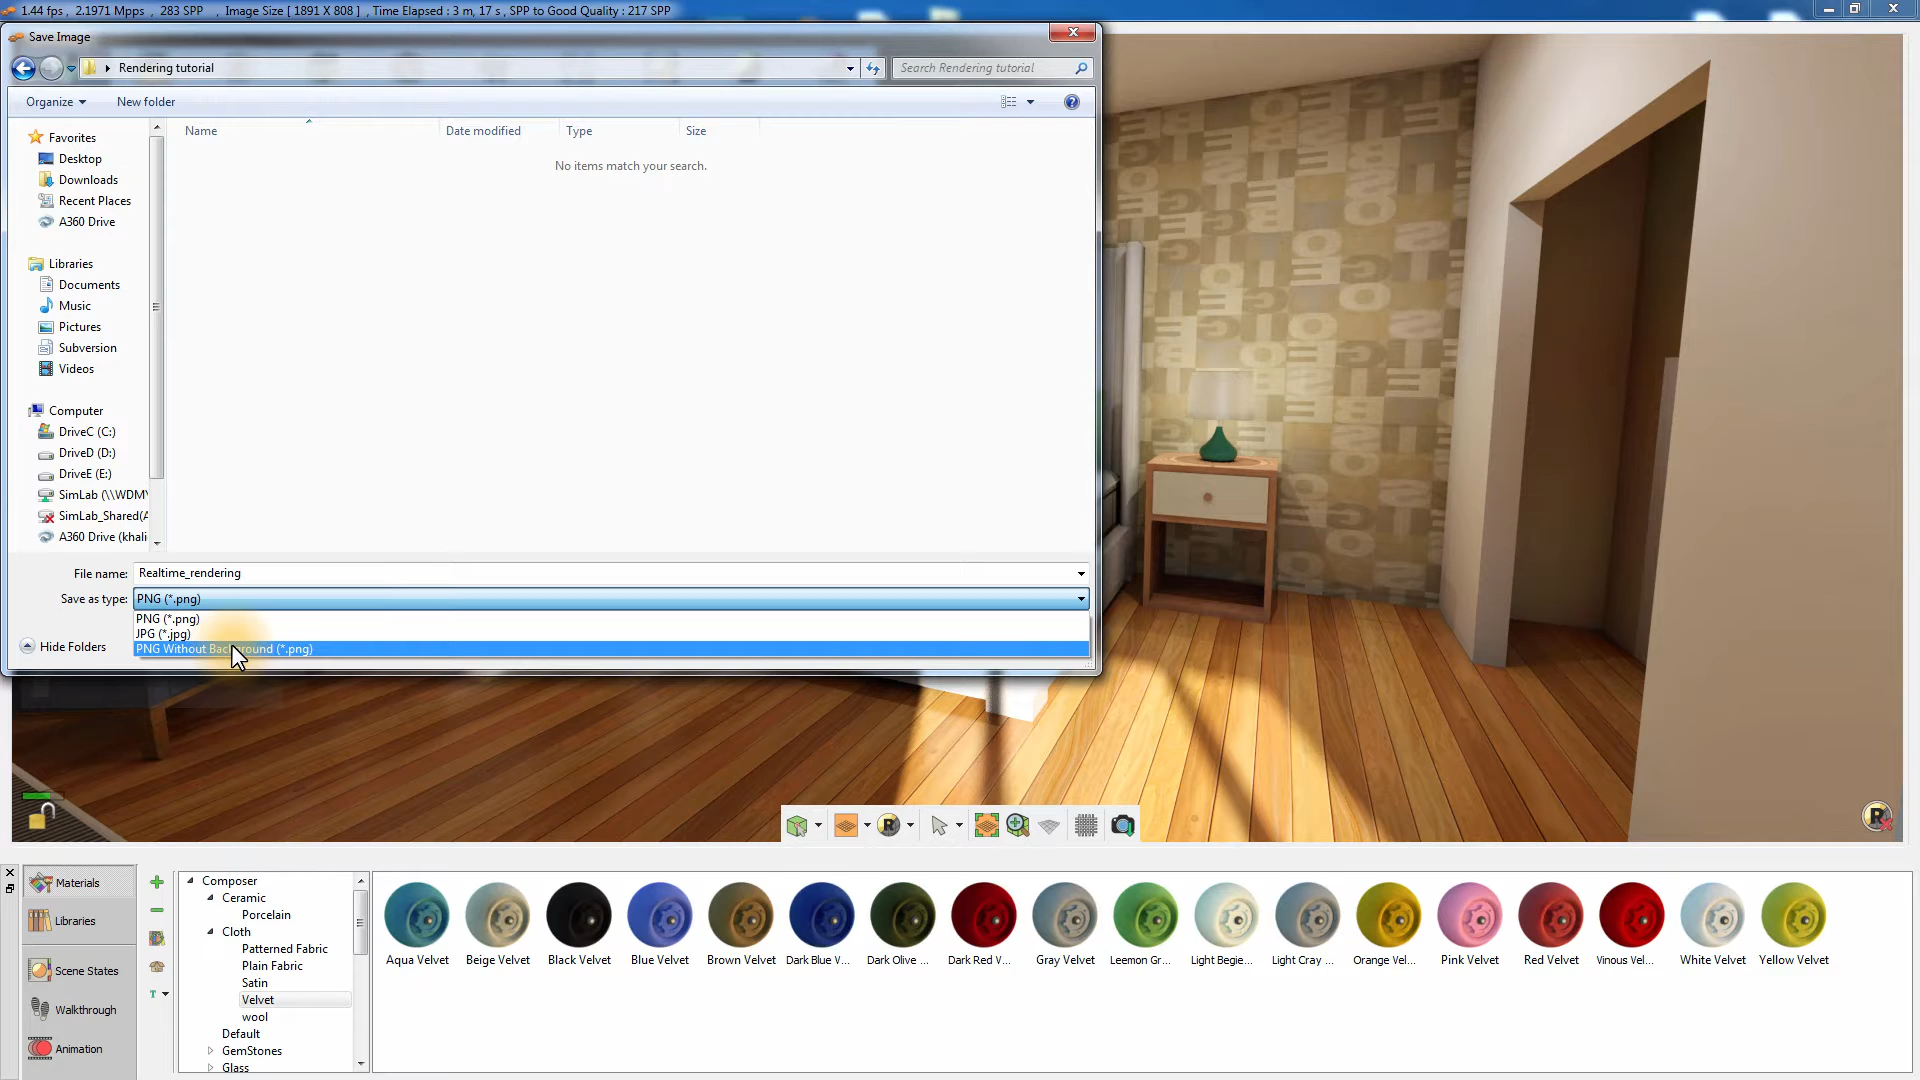 1.44 fps , 2.1971 Mpps , 283 SPP , Image Size [ 1891 X 808 ] , Time Elapsed : 3 m, 17 s , SPP to Good Quality : 217 SPP
Save Image
Rendering tutorial
Search Rendering tutorial
Organize
New folder
Name
Date modified
Type
Size
No items match your search.
Favorites
Desktop
Downloads
Recent Places
A360 Drive
Libraries
Documents
Music
Pictures
Subversion
Videos
Computer
DriveC (C:)
DriveD (D:)
DriveE (E:)
SimLab (\\WDMY
SimLab_Shared(A
A360 Drive (khali
File name: Realtime_rendering
Save as type: PNG (*.png)
PNG (*.png)
JPG (*.jpg)
PNG Without Background (*.png)
Hide Folders
Materials
Libraries
Scene States
Walkthrough
Animation
T
Composer
Ceramic
Porcelain
Cloth
Patterned Fabric
Plain Fabric
Satin
Velvet
wool
Default
GemStones
Glass
Aqua Velvet
Beige Velvet
Black Velvet
Blue Velvet
Brown Velvet
Dark Blue V...
Dark Olive ...
Dark Red V...
Gray Velvet
Leemon Gr...
Light Begie...
Light Cray ...
Orange Vel...
Pink Velvet
Red Velvet
Vinous Vel...
White Velvet
Yellow Velvet
R
R